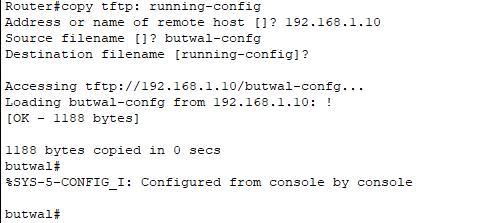 Router#copy tftp: running-config
Address or name of remote host []? 192.168.1.10
Source filename []? butwal-confg
Destination filename [running-config]?
Accessing tftp://192.168.1.10/butwal-confg...
Loading butwal-confg from 192.168.1.10: !
[OK - 1188 bytes]
1188 bytes copied in 0 secs
butwal#
%SYS-5-CONFIG_I: Configured from console by console
butwal#